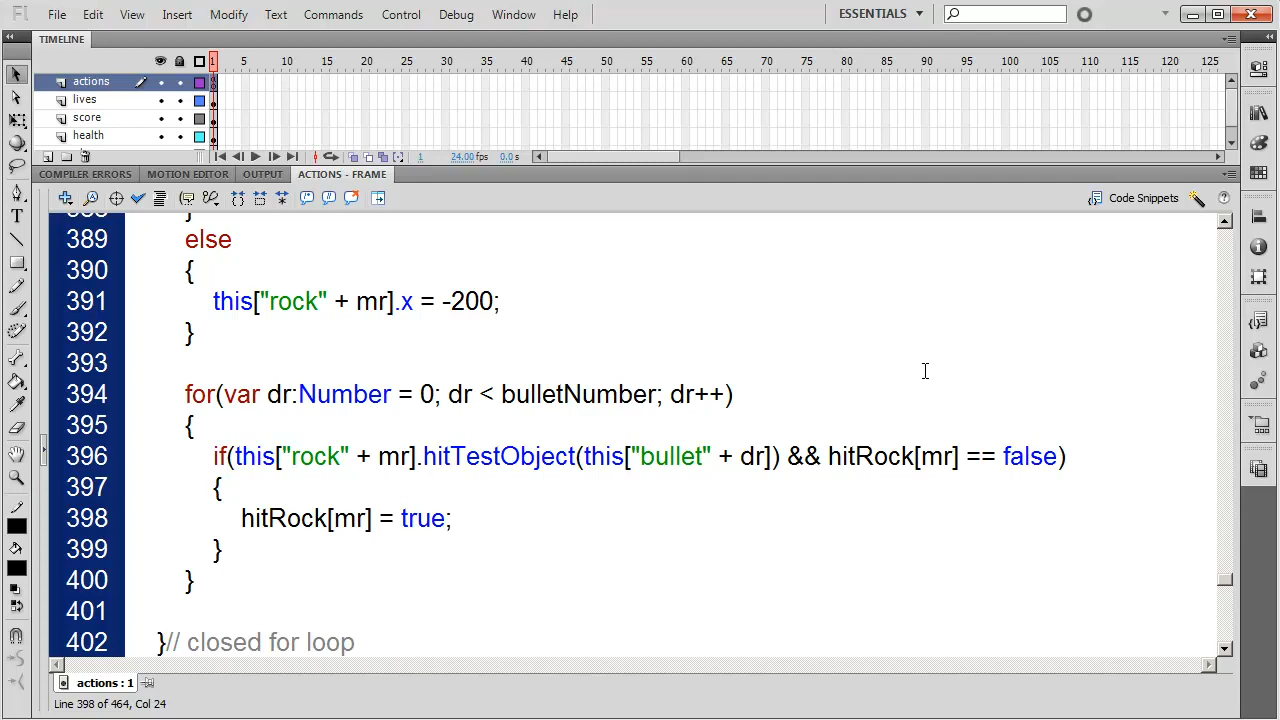 Fl File Edit View Insert Modify Text Commands Control Debug Window Help ESSENTIALS
TIMELINE
1 5 10 15 20 25 30 35 40 45 50 55 60 65 70 75 80 85 90 95 100 105 110 115 120 125
actions
lives
score
health
1 24.00 fps 0.0 s
COMPILER ERRORS MOTION EDITOR OUTPUT ACTIONS - FRAME
Code Snippets
388 }
389 else
390 {
391 this["rock" + mr].x = -200;
392 }
393
394 for(var dr:Number = 0; dr < bulletNumber; dr++)
395 {
396 if(this["rock" + mr].hitTestObject(this["bullet" + dr]) && hitRock[mr] == false)
397 {
398 hitRock[mr] = true;
399 }
400 }
401
402 }// closed for loop
actions : 1
Line 398 of 464, Col 24